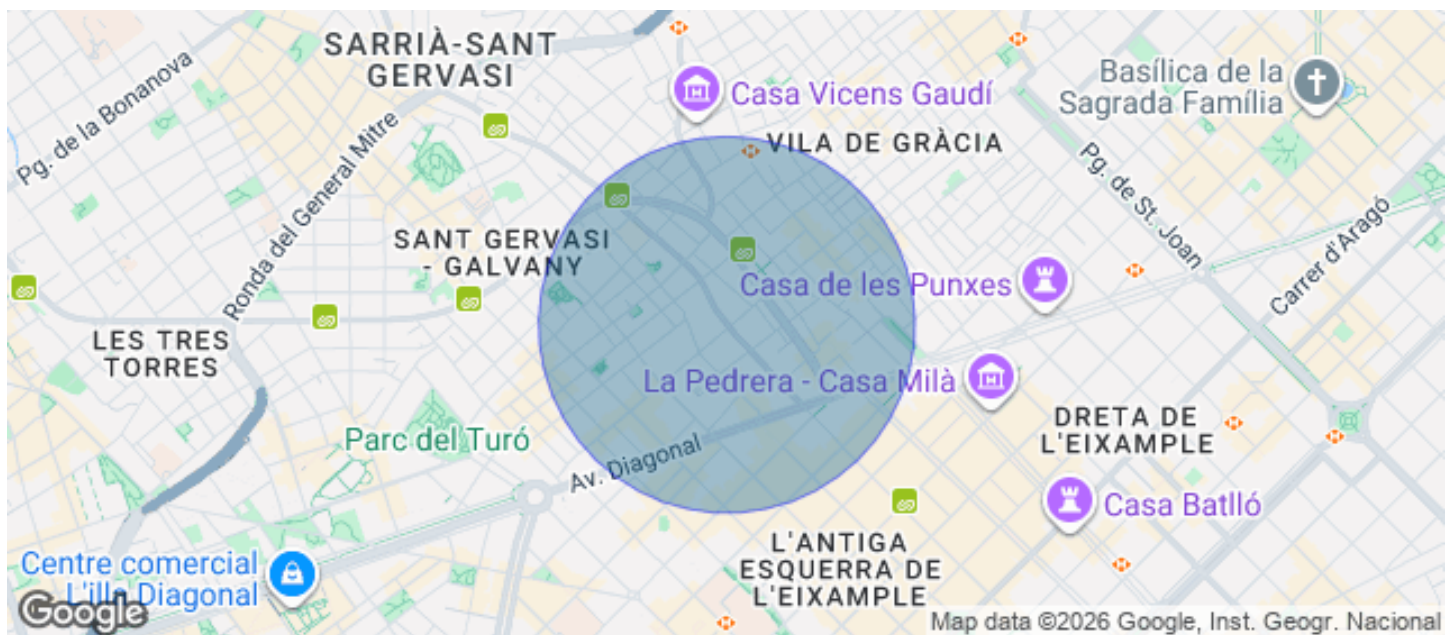 SARRIÀ-SANT
GERVASI
Pg. de la Bonanova
Casa Vicens Gaudí
Basílica de la
Sagrada Família
VILA DE GRÀCIA
Ronda del General Mitre
Pg. de St. Joan
Carrer d'Aragó
SANT GERVASI
- GALVANY
Casa de les Punxes
LES TRES
TORRES
La Pedrera - Casa Milà
DRETA DE
L'EIXAMPLE
Parc del Turó
Av. Diagonal
Casa Batlló
L'ANTIGA
ESQUERRA DE
L'EIXAMPLE
Centre comercial
L'illa Diagonal
Google
Map data ©2026 Google, Inst. Geogr. Nacional